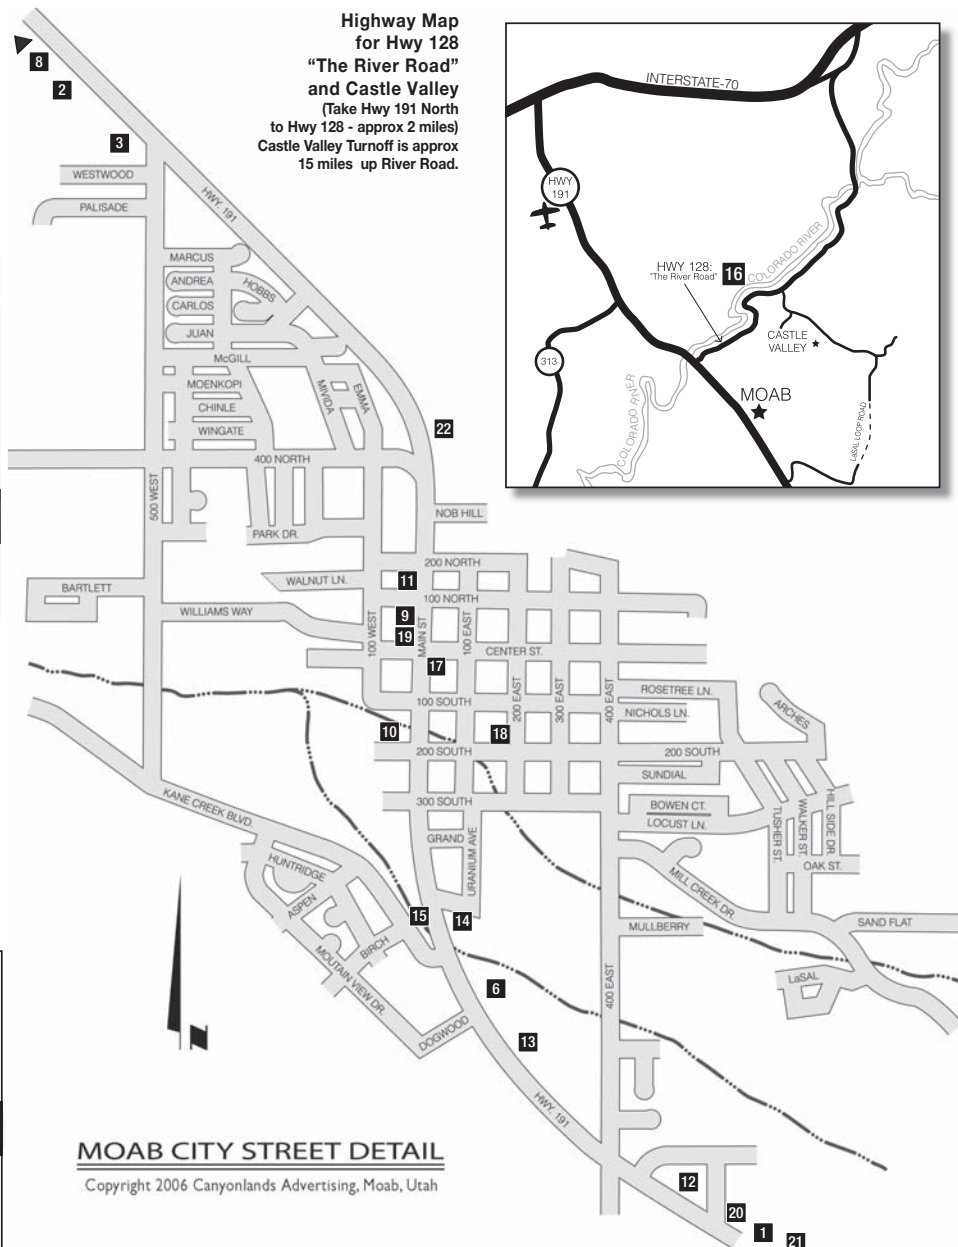 Highway Map
for Hwy 128
“The River Road”
and Castle Valley
(Take Hwy 191 North
to Hwy 128 - approx 2 miles)
Castle Valley Turnoff is approx
15 miles up River Road.
INTERSTATE-70
HWY
191
COLORADO RIVER
HWY 128:
"The River Road"
16
CASTLE
VALLEY
313
MOAB
COLORADO RIVER
LaSAL LOOP ROAD
8
2
3
WESTWOOD
PALISADE
HWY. 191
MARCUS
ANDREA
HOBBS
CARLOS
JUAN
McGILL
MOENKOPI
MIVIDA
EMMA
CHINLE
WINGATE
22
400 NORTH
500 WEST
NOB HILL
PARK DR.
200 NORTH
WALNUT LN.
11
BARTLETT
100 NORTH
WILLIAMS WAY
9
100 WEST
19
MAIN ST
100 EAST
CENTER ST.
17
200 EAST
300 EAST
400 EAST
ROSETREE LN.
100 SOUTH
NICHOLS LN.
ARCHES
10
18
200 SOUTH
200 SOUTH
SUNDIAL
KANE CREEK BLVD.
300 SOUTH
BOWEN CT.
LOCUST LN.
TUSHER ST.
WALKER ST.
HILL SIDE DR.
GRAND
URANIUM AVE
HUNTRIDGE
OAK ST.
MILL CREEK DR.
ASPEN
15
14
MULLBERRY
SAND FLAT
BIRCH
MOUTAIN VIEW DR.
400 EAST
LaSAL
6
DOGWOOD
13
HWY. 191
MOAB CITY STREET DETAIL
Copyright 2006 Canyonlands Advertising, Moab, Utah
12
20
1
21